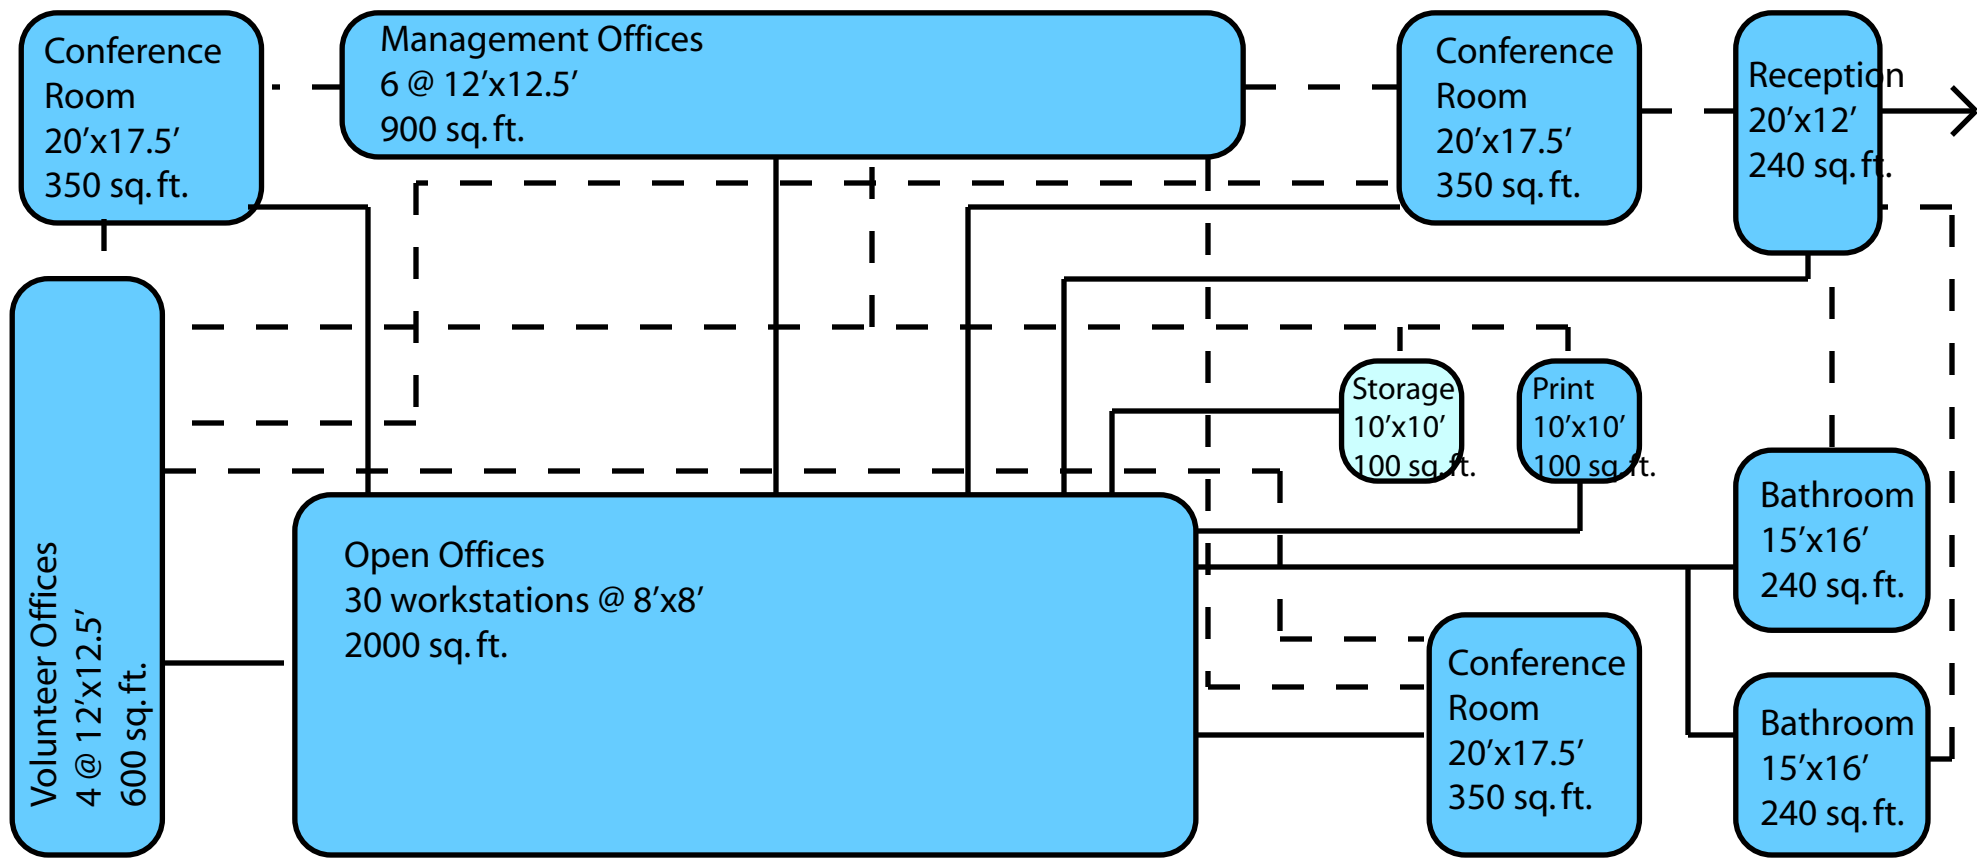 Conference
Room
20’x17.5’
350 sq. ft.
Management Offices
6 @ 12’x12.5’
900 sq. ft.
Conference
Room
20’x17.5’
350 sq. ft.
Reception
20’x12’
240 sq. ft.
Storage
10’x10’
100 sq. ft.
Print
10’x10’
100 sq. ft.
Volunteer Offices
4 @ 12’x12.5’
600 sq. ft.
Open Offices
30 workstations @ 8’x8’
2000 sq. ft.
Bathroom
15’x16’
240 sq. ft.
Conference
Room
20’x17.5’
350 sq. ft.
Bathroom
15’x16’
240 sq. ft.